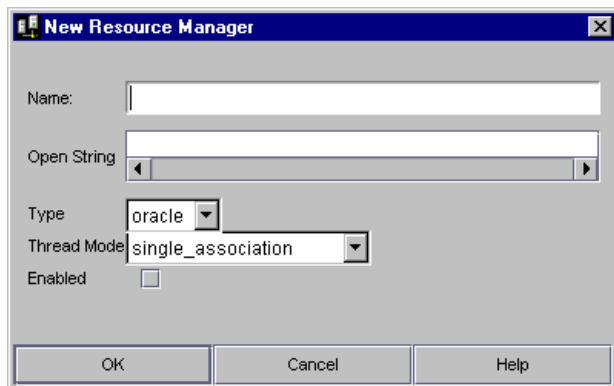 New Resource Manager
Name:
Open String
Type oracle
Thread Mode single_association
Enabled
OK Cancel Help